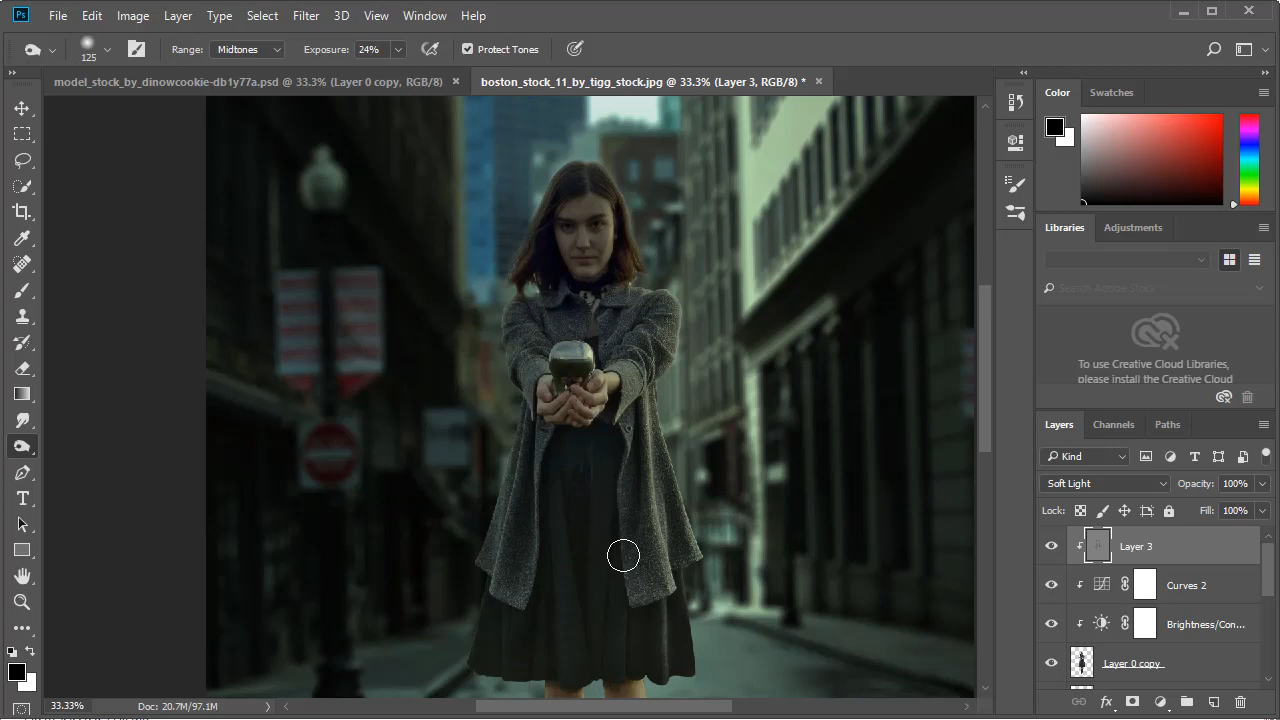 Ps File Edit Image Layer Type Select Filter 3D View Window Help
125 Range: Midtones Exposure: 24% Protect Tones
model_stock_by_dinowcookie-db1y77a.psd @ 33.3% (Layer 0 copy, RGB/8) × boston_stock_11_by_tigg_stock.jpg @ 33.3% (Layer 3, RGB/8) * ×
Color Swatches
Libraries Adjustments
Search Adobe Stock
To use Creative Cloud Libraries,
please install the Creative Cloud
Layers Channels Paths
Kind
Soft Light Opacity: 100%
Lock: Fill: 100%
Layer 3
Curves 2
Brightness/Con...
Layer 0 copy
33.33% Doc: 20.7M/97.1M